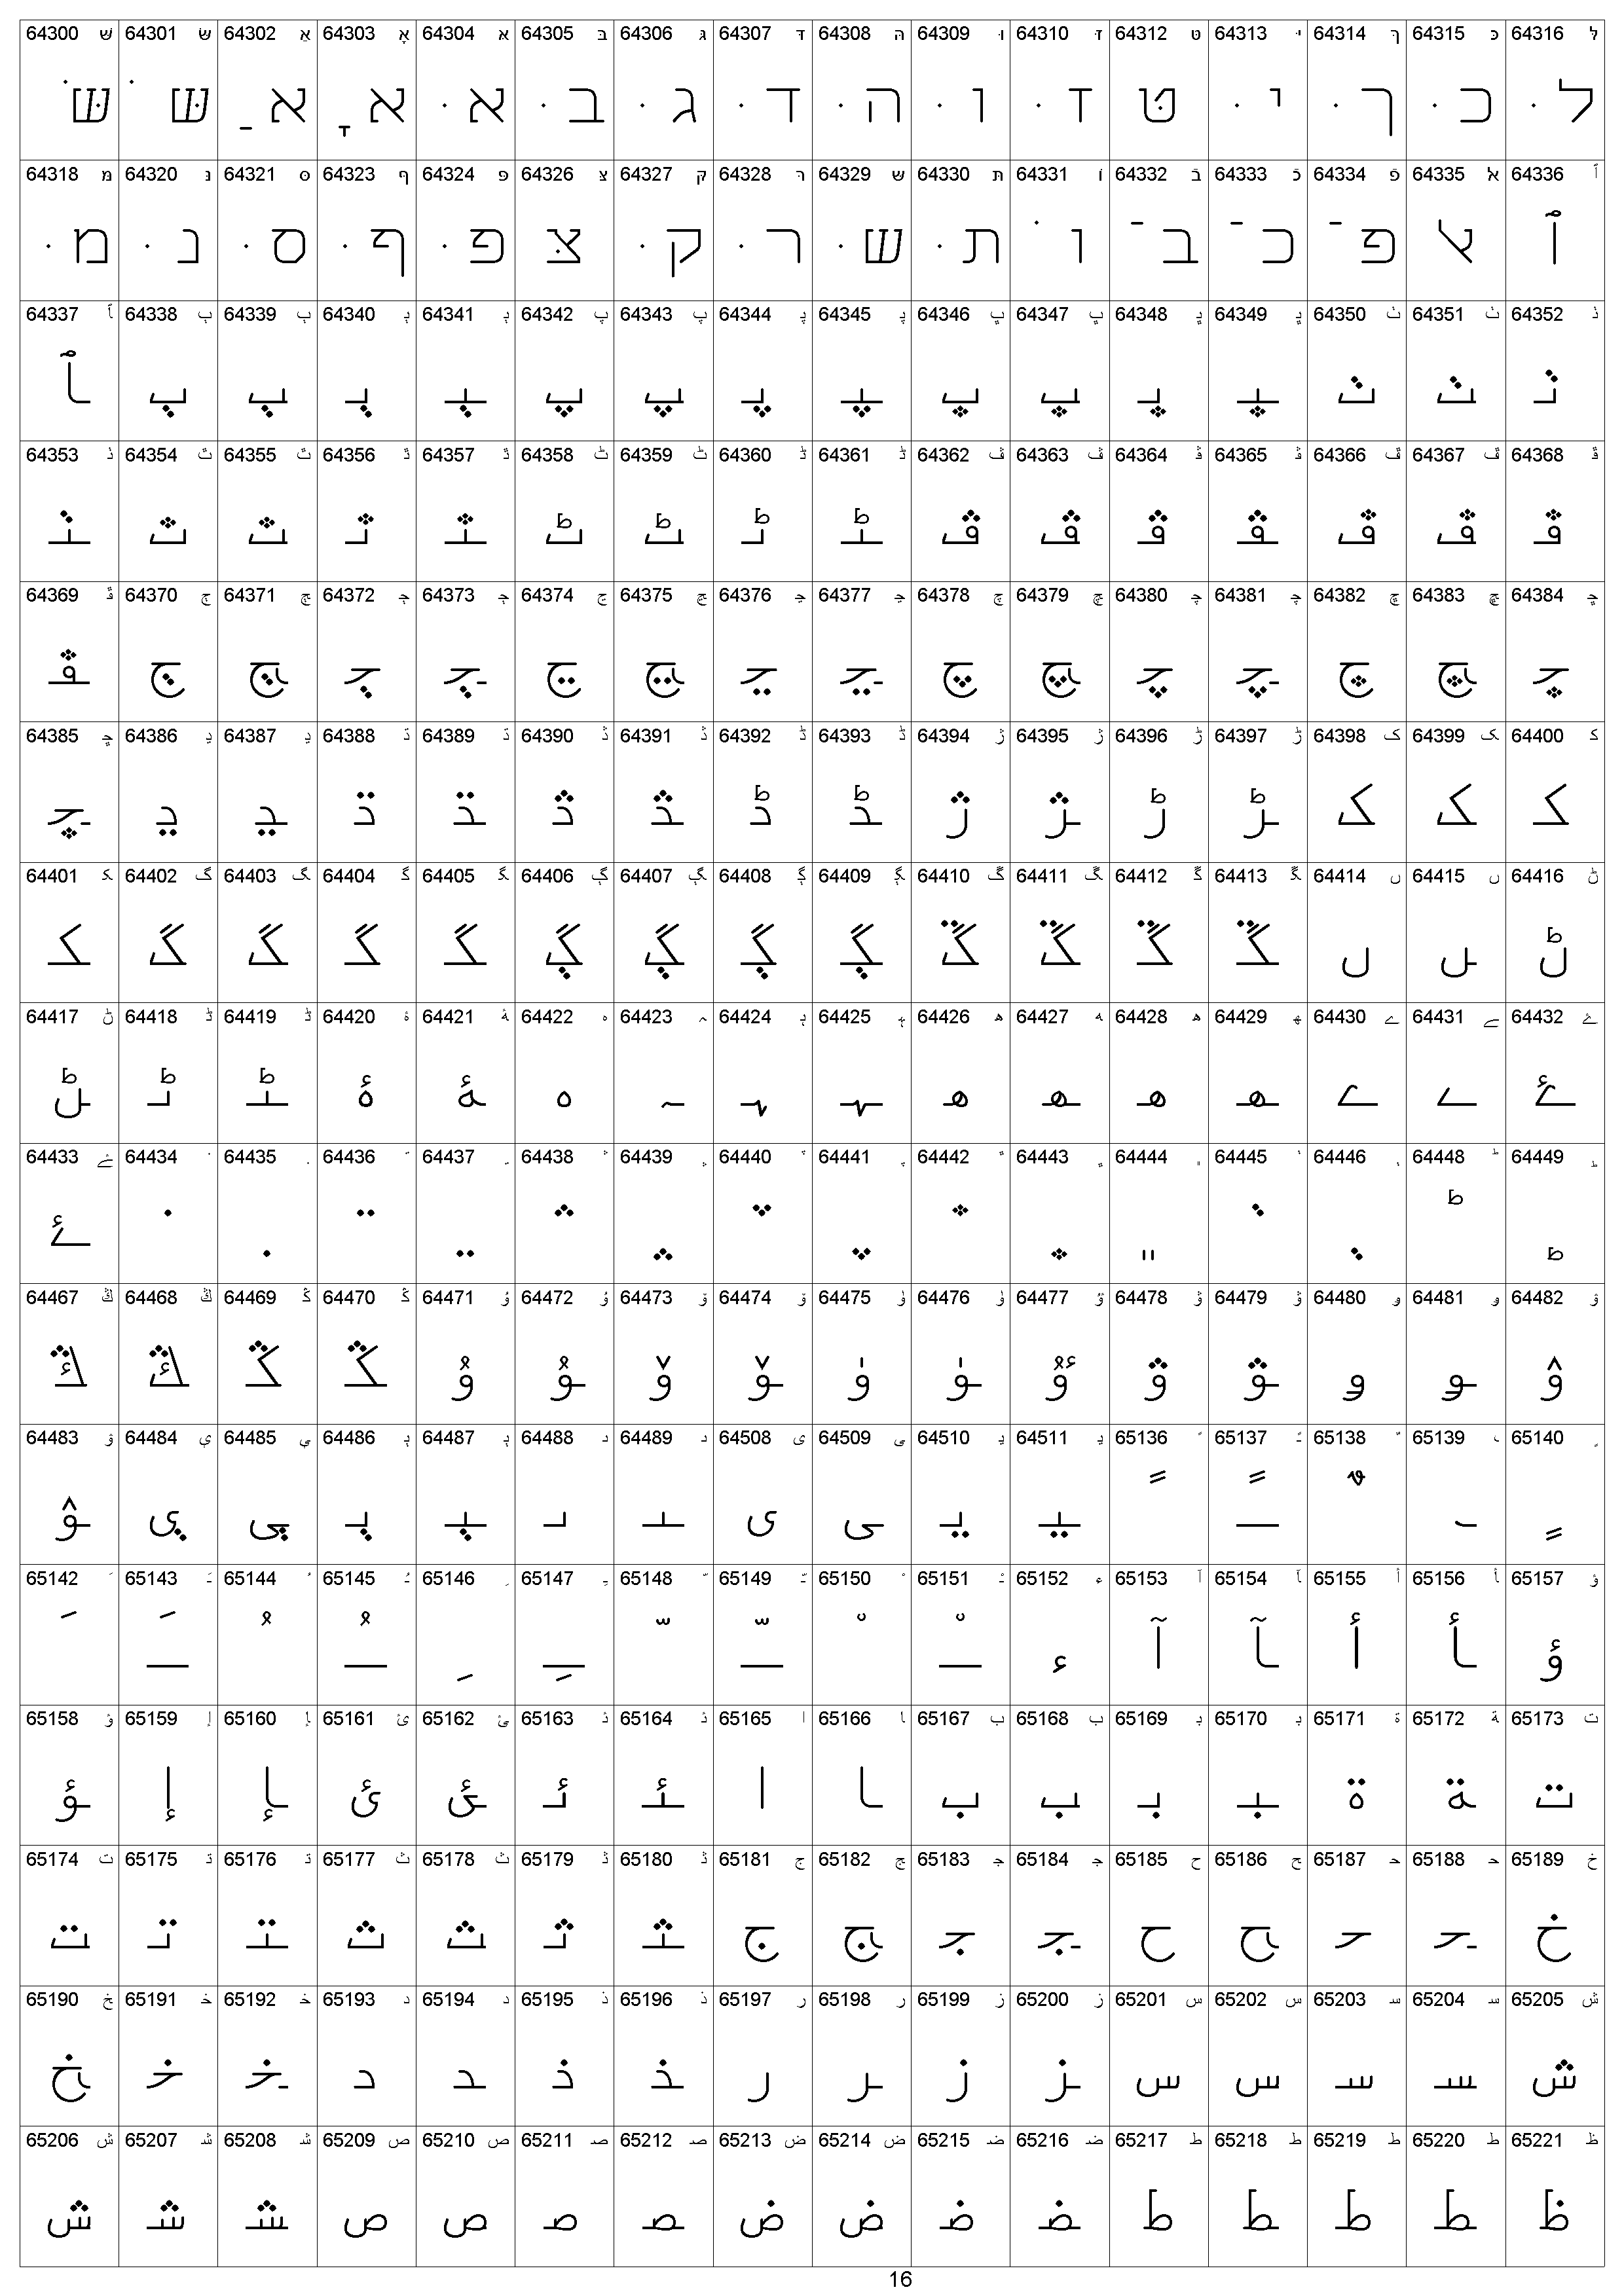 64300 שּׁ 64301 שּׂ 64302 אַ 64303 אָ 64304 אּ 64305 בּ 64306 גּ 64307 דּ 64308 הּ 64309 וּ 64310 זּ 64312 טּ 64313 יּ 64314 ךּ 64315 כּ 64316 לּ
שּׁ שּׂ אַ אָ אּ בּ גּ דּ הּ וּ זּ טּ יּ ךּ כּ לּ
64318 מּ 64320 נּ 64321 סּ 64323 ףּ 64324 פּ 64326 צּ 64327 קּ 64328 רּ 64329 שּ 64330 תּ 64331 וֹ 64332 בֿ 64333 כֿ 64334 פֿ 64335 ﭏ 64336 ﭐ
מּ נּ סּ ףּ פּ צּ קּ רּ שּ תּ וֹ בֿ כֿ פֿ ﭏ ﭐ
64337 ﭑ 64338 ﭒ 64339 ﭓ 64340 ﭔ 64341 ﭕ 64342 ﭖ 64343 ﭗ 64344 ﭘ 64345 ﭙ 64346 ﭚ 64347 ﭛ 64348 ﭜ 64349 ﭝ 64350 ﭞ 64351 ﭟ 64352 ﭠ
ﭑ ﭒ ﭓ ﭔ ﭕ ﭖ ﭗ ﭘ ﭙ ﭚ ﭛ ﭜ ﭝ ﭞ ﭟ ﭠ
64353 ﭡ 64354 ﭢ 64355 ﭣ 64356 ﭤ 64357 ﭥ 64358 ﭦ 64359 ﭧ 64360 ﭨ 64361 ﭩ 64362 ﭪ 64363 ﭫ 64364 ﭬ 64365 ﭭ 64366 ﭮ 64367 ﭯ 64368 ﭰ
ﭡ ﭢ ﭣ ﭤ ﭥ ﭦ ﭧ ﭨ ﭩ ﭪ ﭫ ﭬ ﭭ ﭮ ﭯ ﭰ
64369 ﭱ 64370 ﭲ 64371 ﭳ 64372 ﭴ 64373 ﭵ 64374 ﭶ 64375 ﭷ 64376 ﭸ 64377 ﭹ 64378 ﭺ 64379 ﭻ 64380 ﭼ 64381 ﭽ 64382 ﭾ 64383 ﭿ 64384 ﮀ
ﭱ ﭲ ﭳ ﭴ ﭵ ﭶ ﭷ ﭸ ﭹ ﭺ ﭻ ﭼ ﭽ ﭾ ﭿ ﮀ
64385 ﮁ 64386 ﮂ 64387 ﮃ 64388 ﮄ 64389 ﮅ 64390 ﮆ 64391 ﮇ 64392 ﮈ 64393 ﮉ 64394 ﮊ 64395 ﮋ 64396 ﮌ 64397 ﮍ 64398 ﮎ 64399 ﮏ 64400 ﮐ
ﮁ ﮂ ﮃ ﮄ ﮅ ﮆ ﮇ ﮈ ﮉ ﮊ ﮋ ﮌ ﮍ ﮎ ﮏ ﮐ
64401 ﮑ 64402 ﮒ 64403 ﮓ 64404 ﮔ 64405 ﮕ 64406 ﮖ 64407 ﮗ 64408 ﮘ 64409 ﮙ 64410 ﮚ 64411 ﮛ 64412 ﮜ 64413 ﮝ 64414 ﮞ 64415 ﮟ 64416 ﮠ
ﮑ ﮒ ﮓ ﮔ ﮕ ﮖ ﮗ ﮘ ﮙ ﮚ ﮛ ﮜ ﮝ ﮞ ﮟ ﮠ
64417 ﮡ 64418 ﮢ 64419 ﮣ 64420 ﮤ 64421 ﮥ 64422 ﮦ 64423 ﮧ 64424 ﮨ 64425 ﮩ 64426 ﮪ 64427 ﮫ 64428 ﮬ 64429 ﮭ 64430 ﮮ 64431 ﮯ 64432 ﮰ
ﮡ ﮢ ﮣ ﮤ ﮥ ﮦ ﮧ ﮨ ﮩ ﮪ ﮫ ﮬ ﮭ ﮮ ﮯ ﮰ
64433 ﮱ 64434 ﮲ 64435 ﮳ 64436 ﮴ 64437 ﮵ 64438 ﮶ 64439 ﮷ 64440 ﮸ 64441 ﮹ 64442 ﮺ 64443 ﮻ 64444 ﮼ 64445 ﮽ 64446 ﮾ 64448 ﯀ 64449 ﯁
ﮱ ﮲ ﮳ ﮴ ﮵ ﮶ ﮷ ﮸ ﮹ ﮺ ﮻ ﮼ ﮽ ﮾ ﯀ ﯁
64467 ﯓ 64468 ﯔ 64469 ﯕ 64470 ﯖ 64471 ﯗ 64472 ﯘ 64473 ﯙ 64474 ﯚ 64475 ﯛ 64476 ﯜ 64477 ﯝ 64478 ﯞ 64479 ﯟ 64480 ﯠ 64481 ﯡ 64482 ﯢ
ﯓ ﯔ ﯕ ﯖ ﯗ ﯘ ﯙ ﯚ ﯛ ﯜ ﯝ ﯞ ﯟ ﯠ ﯡ ﯢ
64483 ﯣ 64484 ﯤ 64485 ﯥ 64486 ﯦ 64487 ﯧ 64488 ﯨ 64489 ﯩ 64508 ﯼ 64509 ﯽ 64510 ﯾ 64511 ﯿ 65136 ﹰ 65137 ﹱ 65138 ﹲ 65139 ﹳ 65140 ﹴ
ﯣ ﯤ ﯥ ﯦ ﯧ ﯨ ﯩ ﯼ ﯽ ﯾ ﯿ ﹰ ﹱ ﹲ ﹳ ﹴ
65142 ﹶ 65143 ﹷ 65144 ﹸ 65145 ﹹ 65146 ﹺ 65147 ﹻ 65148 ﹼ 65149 ﹽ 65150 ﹾ 65151 ﹿ 65152 ﺀ 65153 ﺁ 65154 ﺂ 65155 ﺃ 65156 ﺄ 65157 ﺅ
ﹶ ﹷ ﹸ ﹹ ﹺ ﹻ ﹼ ﹽ ﹾ ﹿ ﺀ ﺁ ﺂ ﺃ ﺄ ﺅ
65158 ﺆ 65159 ﺇ 65160 ﺈ 65161 ﺉ 65162 ﺊ 65163 ﺋ 65164 ﺌ 65165 ﺍ 65166 ﺎ 65167 ﺏ 65168 ﺐ 65169 ﺑ 65170 ﺒ 65171 ﺓ 65172 ﺔ 65173 ﺕ
ﺆ ﺇ ﺈ ﺉ ﺊ ﺋ ﺌ ﺍ ﺎ ﺏ ﺐ ﺑ ﺒ ﺓ ﺔ ﺕ
65174 ﺖ 65175 ﺗ 65176 ﺘ 65177 ﺙ 65178 ﺚ 65179 ﺛ 65180 ﺜ 65181 ﺝ 65182 ﺞ 65183 ﺟ 65184 ﺠ 65185 ﺡ 65186 ﺢ 65187 ﺣ 65188 ﺤ 65189 ﺥ
ﺖ ﺗ ﺘ ﺙ ﺚ ﺛ ﺜ ﺝ ﺞ ﺟ ﺠ ﺡ ﺢ ﺣ ﺤ ﺥ
65190 ﺦ 65191 ﺧ 65192 ﺨ 65193 ﺩ 65194 ﺪ 65195 ﺫ 65196 ﺬ 65197 ﺭ 65198 ﺮ 65199 ﺯ 65200 ﺰ 65201 ﺱ 65202 ﺲ 65203 ﺳ 65204 ﺴ 65205 ﺵ
ﺦ ﺧ ﺨ ﺩ ﺪ ﺫ ﺬ ﺭ ﺮ ﺯ ﺰ ﺱ ﺲ ﺳ ﺴ ﺵ
65206 ﺶ 65207 ﺷ 65208 ﺸ 65209 ﺹ 65210 ﺺ 65211 ﺻ 65212 ﺼ 65213 ﺽ 65214 ﺾ 65215 ﺿ 65216 ﻀ 65217 ﻁ 65218 ﻂ 65219 ﻃ 65220 ﻄ 65221 ﻅ
ﺶ ﺷ ﺸ ﺹ ﺺ ﺻ ﺼ ﺽ ﺾ ﺿ ﻀ ﻁ ﻂ ﻃ ﻄ ﻅ
16